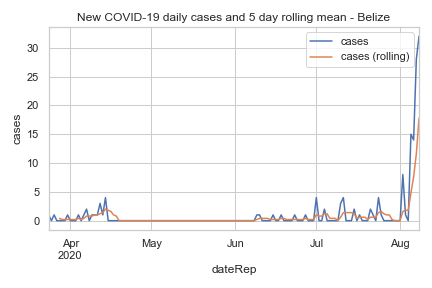 New COVID-19 daily cases and 5 day rolling mean - Belize
cases
cases (rolling)
30
25
20
15
10
5
0
cases
Apr
2020
May
Jun
Jul
Aug
dateRep